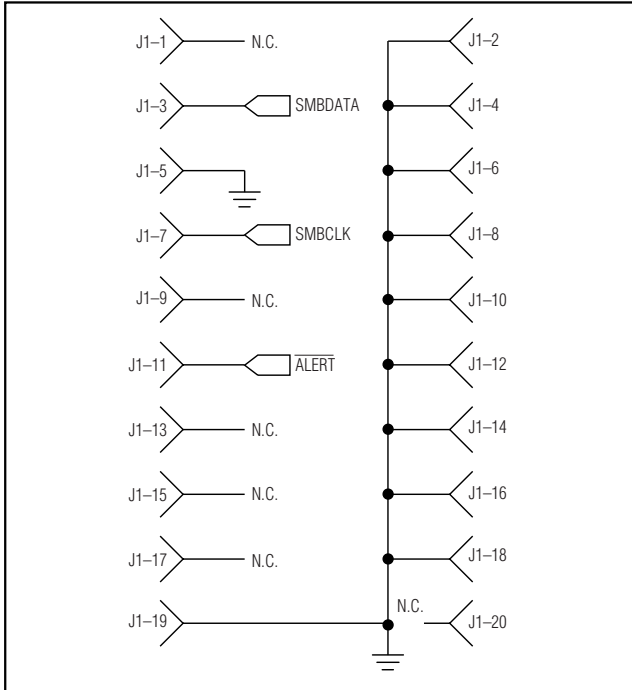 J1–1 N.C. J1–2
J1–3 SMBDATA J1–4
J1–5 J1–6
J1–7 SMBCLK J1–8
J1–9 N.C. J1–10
J1–11 ALERT J1–12
J1–13 N.C. J1–14
J1–15 N.C. J1–16
J1–17 N.C. J1–18
J1–19 N.C. J1–20